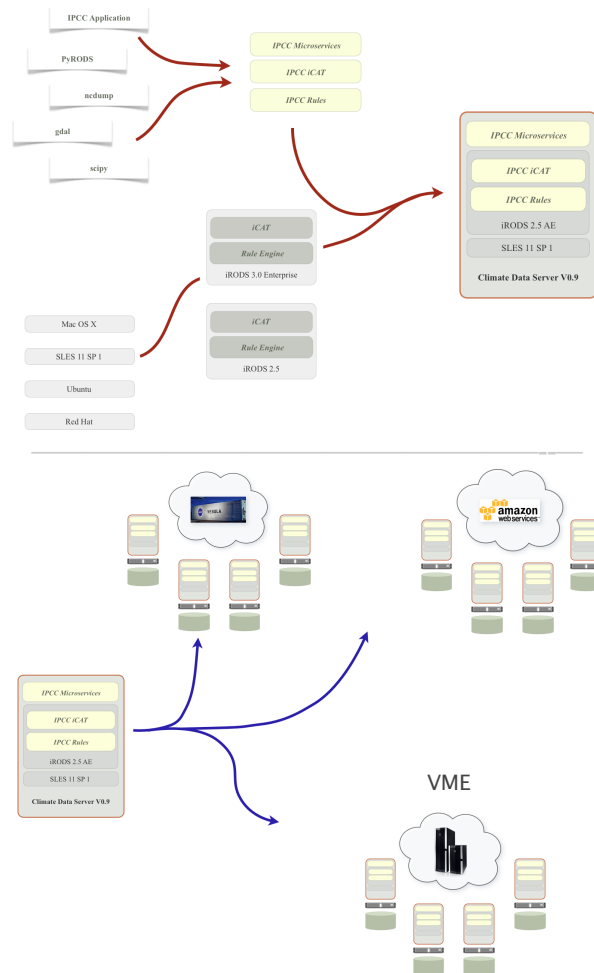 IPCC Application
PyRODS
ncdump
gdal
scipy
IPCC Microservices
IPCC iCAT
IPCC Rules
IPCC Microservices
IPCC iCAT
IPCC Rules
iRODS 2.5 AE
SLES 11 SP 1
Climate Data Server V0.9
iCAT
Rule Engine
iRODS 3.0 Enterprise
iCAT
Rule Engine
iRODS 2.5
Mac OS X
SLES 11 SP 1
Ubuntu
Red Hat
amazon
webservices
IPCC Microservices
IPCC iCAT
IPCC Rules
iRODS 2.5 AE
SLES 11 SP 1
Climate Data Server V0.9
VME